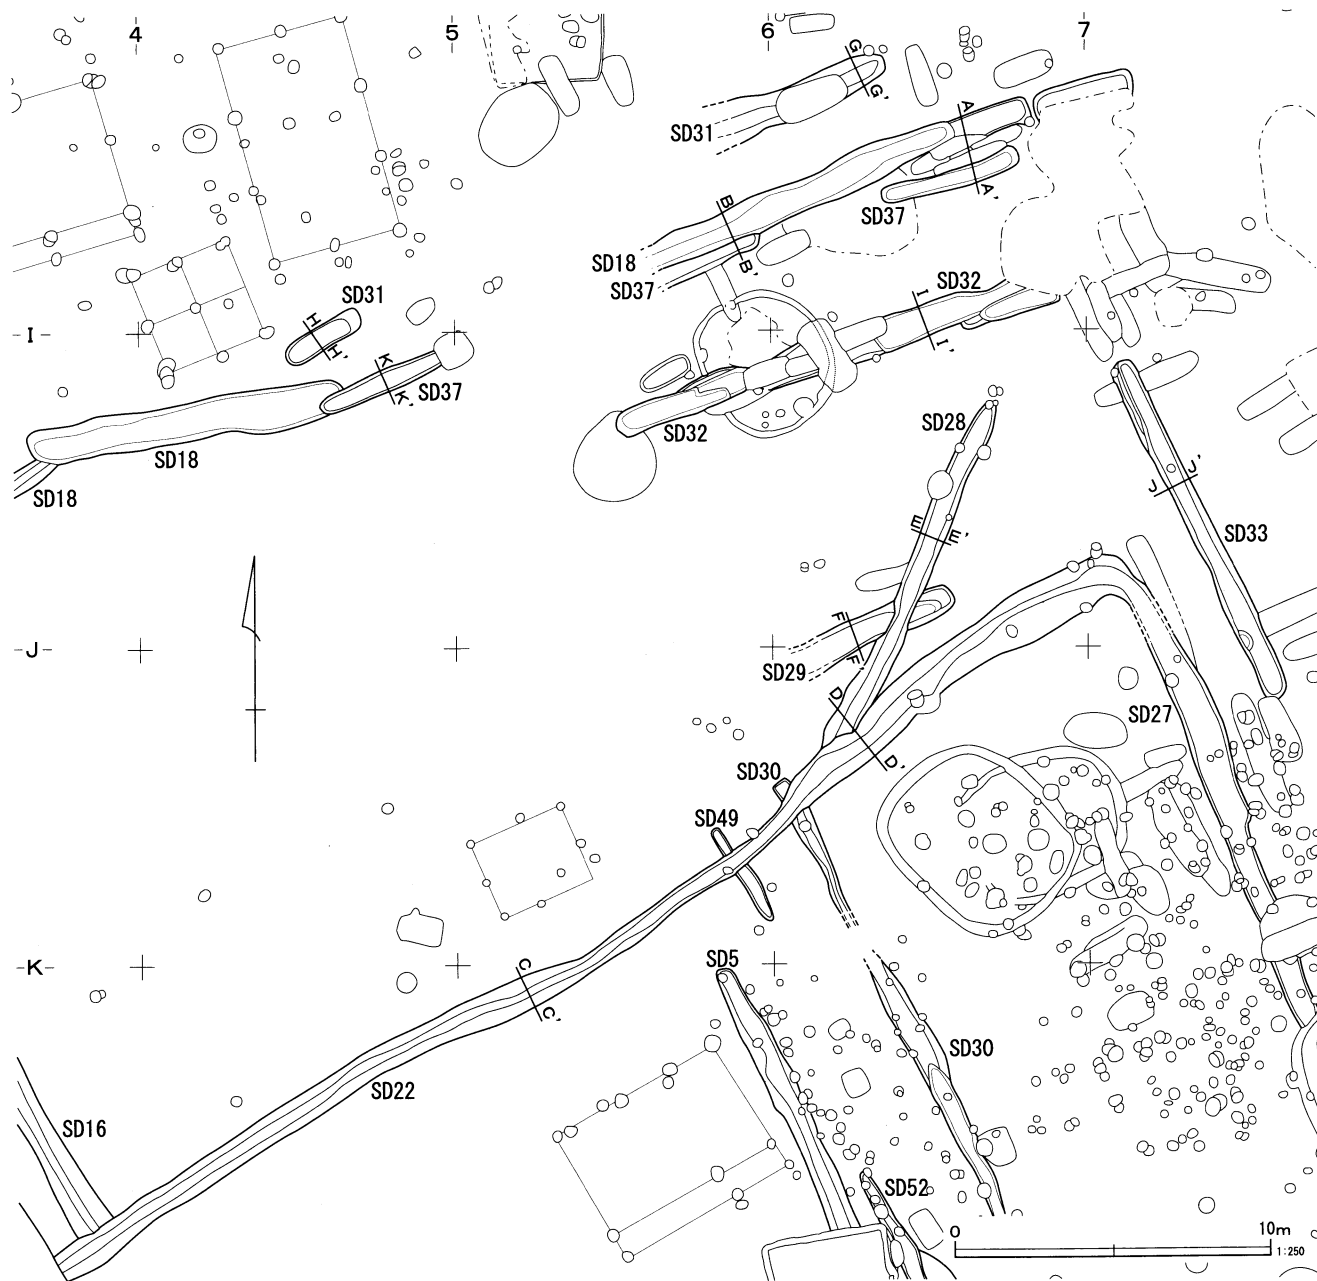 4 5 6 7
G G'
SD31
A A'
SD37
B B'
SD18
SD37
SD31
H H'
SD32
I I'
-I-
K K'
SD37
SD32
SD28
SD18
SD18
J J'
E E'
SD33
F F'
-J-
SD29
D D'
SD27
SD30
SD49
-K-
C C'
SD5
SD30
SD22
SD16
SD52
0 10m
1:250